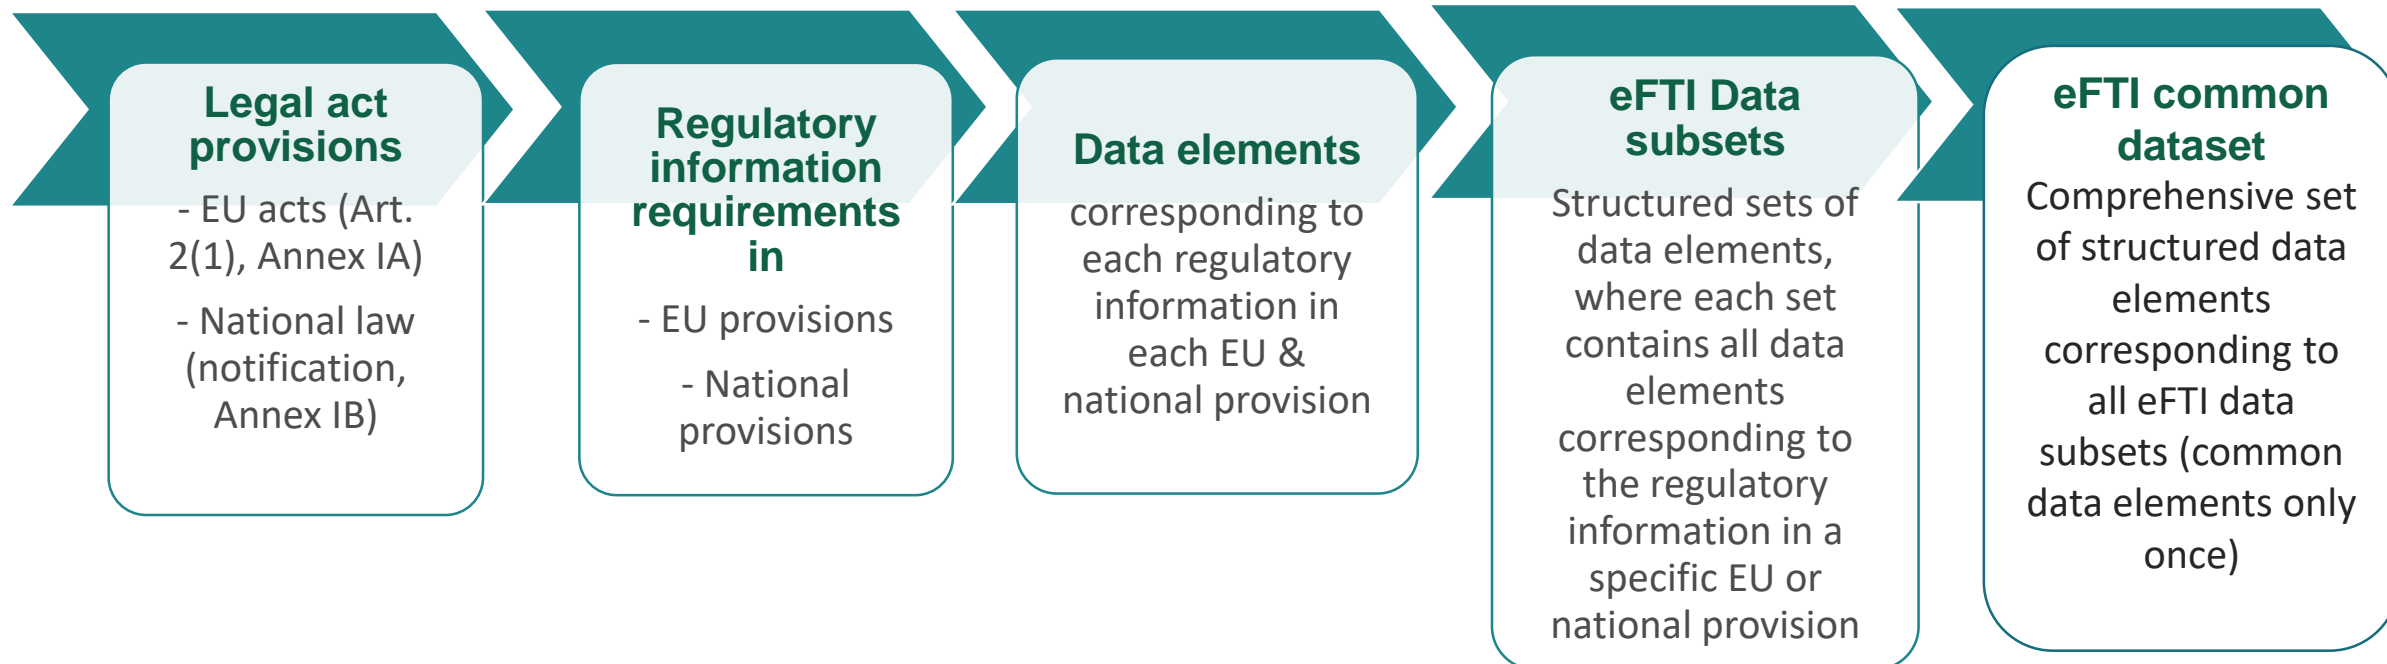 Legal act
provisions
- EU acts (Art.
2(1), Annex IA)
- National law
(notification,
Annex IB)
Regulatory
information
requirements
in
- EU provisions
- National
provisions
Data elements
corresponding to
each regulatory
information in
each EU &
national provision
eFTI Data
subsets
Structured sets of
data elements,
where each set
contains all data
elements
corresponding to
the regulatory
information in a
specific EU or
national provision
eFTI common
dataset
Comprehensive set
of structured data
elements
corresponding to
all eFTI data
subsets (common
data elements only
once)